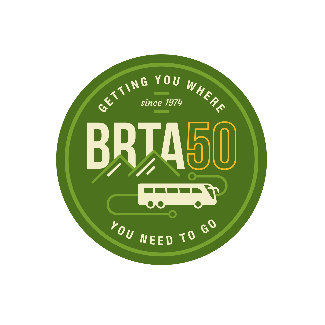 GETTING YOU WHERE
since 1974
BRTA50
YOU NEED TO GO